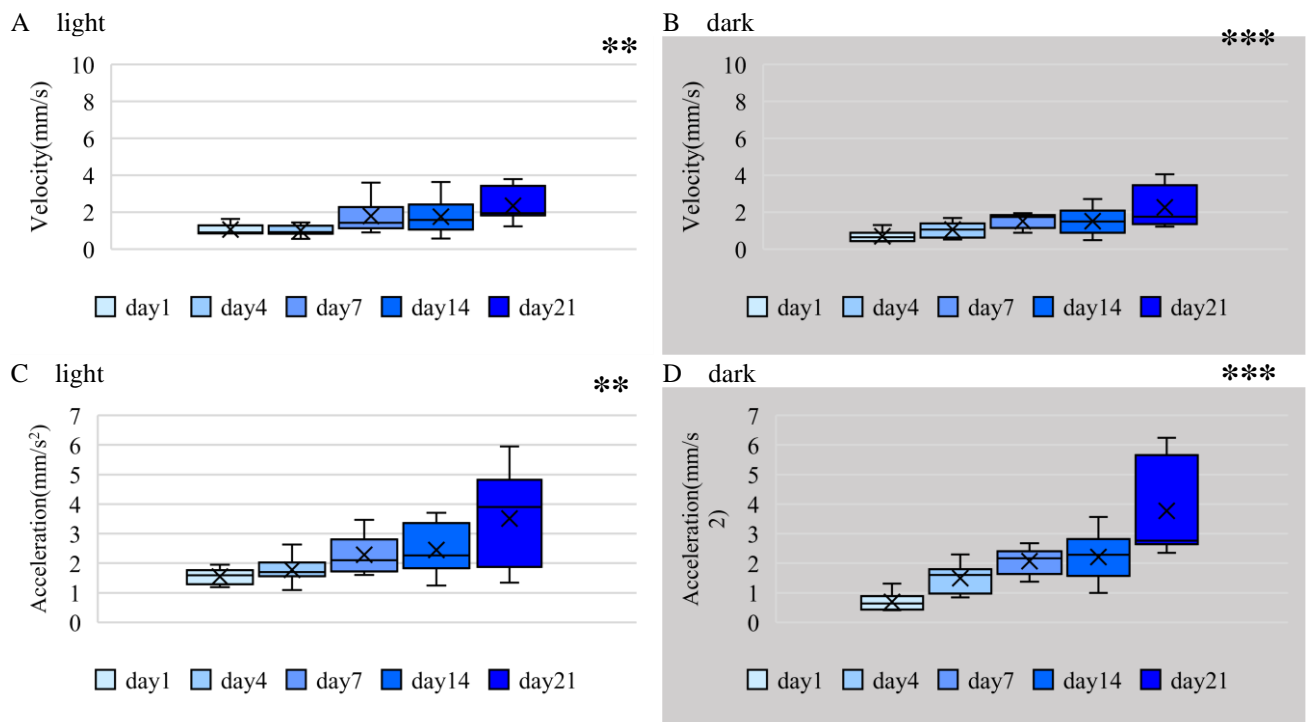 A light
**
Velocity(mm/s)
10
8
6
4
2
0
day1 day4 day7 day14 day21
B dark
***
Velocity(mm/s)
10
8
6
4
2
0
day1 day4 day7 day14 day21
C light
**
Acceleration(mm/s²)
7
6
5
4
3
2
1
0
day1 day4 day7 day14 day21
D dark
***
Acceleration(mm/s
2)
7
6
5
4
3
2
1
0
day1 day4 day7 day14 day21